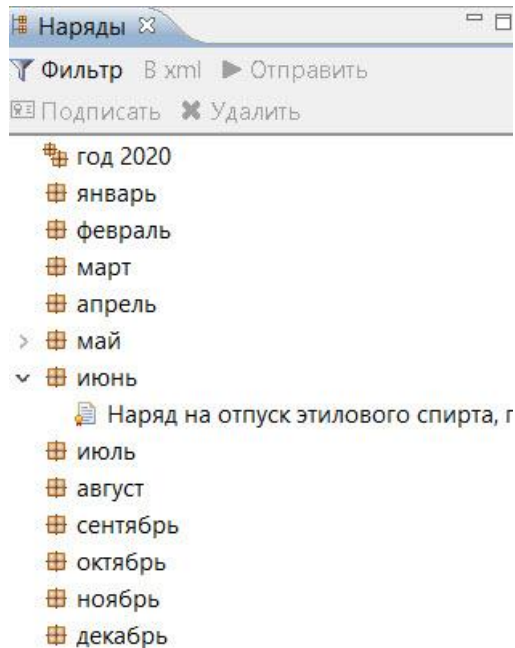 Наряды
Фильтр В xml Отправить
Подписать Удалить
год 2020
январь
февраль
март
апрель
май
июнь
Наряд на отпуск этилового спирта,
июль
август
сентябрь
октябрь
ноябрь
декабрь